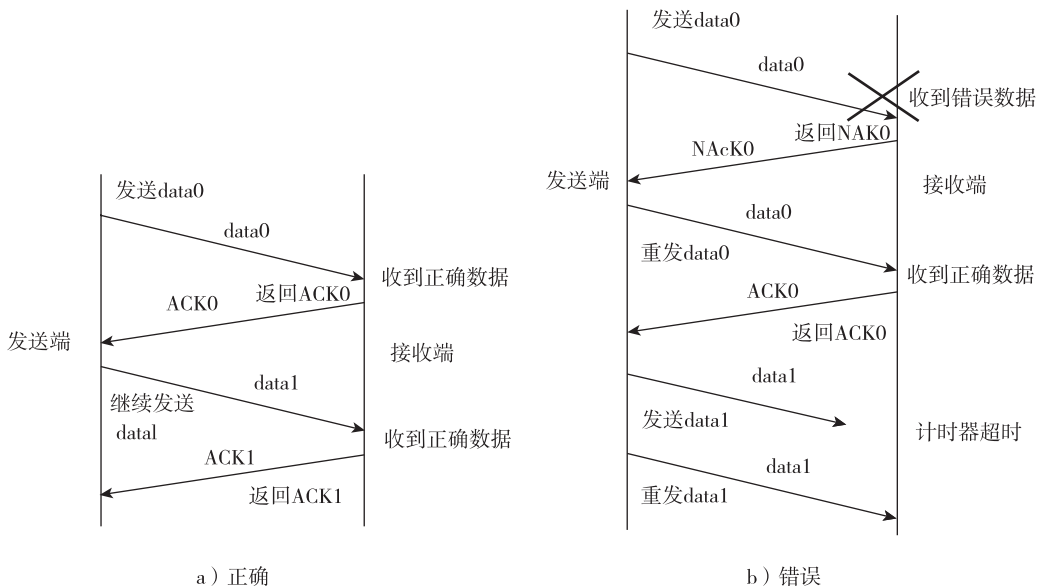 发送data0
data0
收到正确数据
返回ACK0
ACK0
发送端
接收端
data1
继续发送
data1
收到正确数据
ACK1
返回ACK1
a）正确
发送data0
data0
收到错误数据
返回NAK0
NAcK0
发送端
接收端
data0
重发data0
收到正确数据
ACK0
返回ACK0
data1
发送data1
计时器超时
data1
重发data1
b）错误